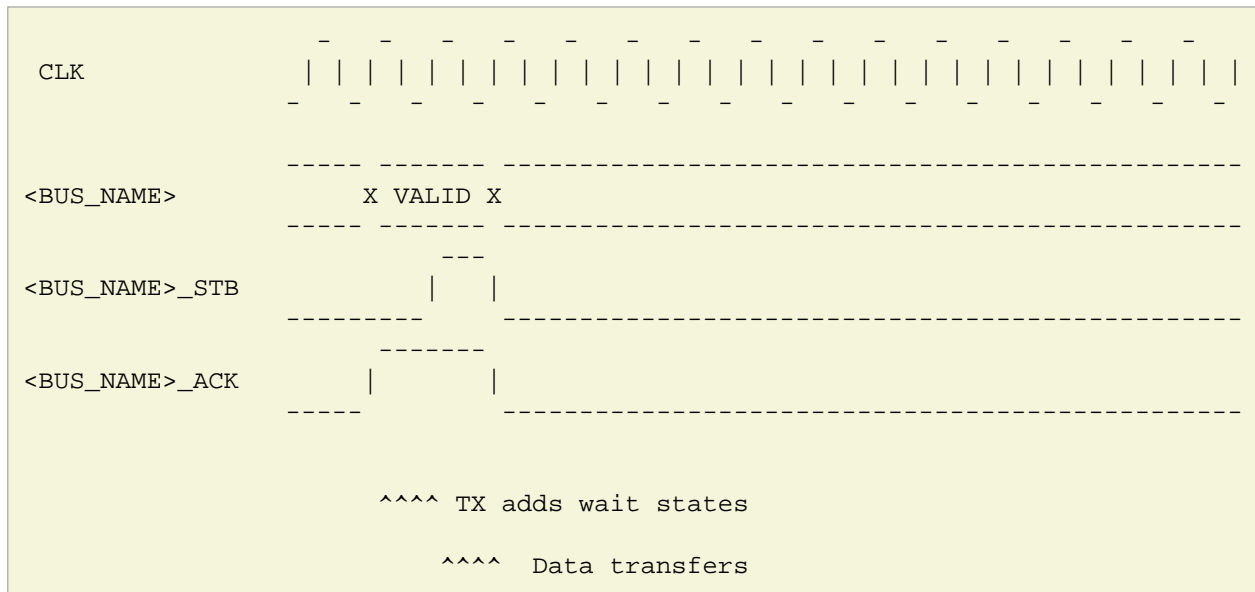 -   -   -   -   -   -   -   -   -   -   -   -   -   -   -
 CLK              | | | | | | | | | | | | | | | | | | | | | | | | | | | | | | |
                 -   -   -   -   -   -   -   -   -   -   -   -   -   -   -   -

                 ----- ------- ------------------------------------------------
<BUS_NAME>            X VALID X
                 ----- ------- ------------------------------------------------
                           ---
<BUS_NAME>_STB            |   |
                 ---------     ------------------------------------------------
                       -------
<BUS_NAME>_ACK        |       |
                 -----         ------------------------------------------------

                       ^^^^ TX adds wait states

                           ^^^^  Data transfers